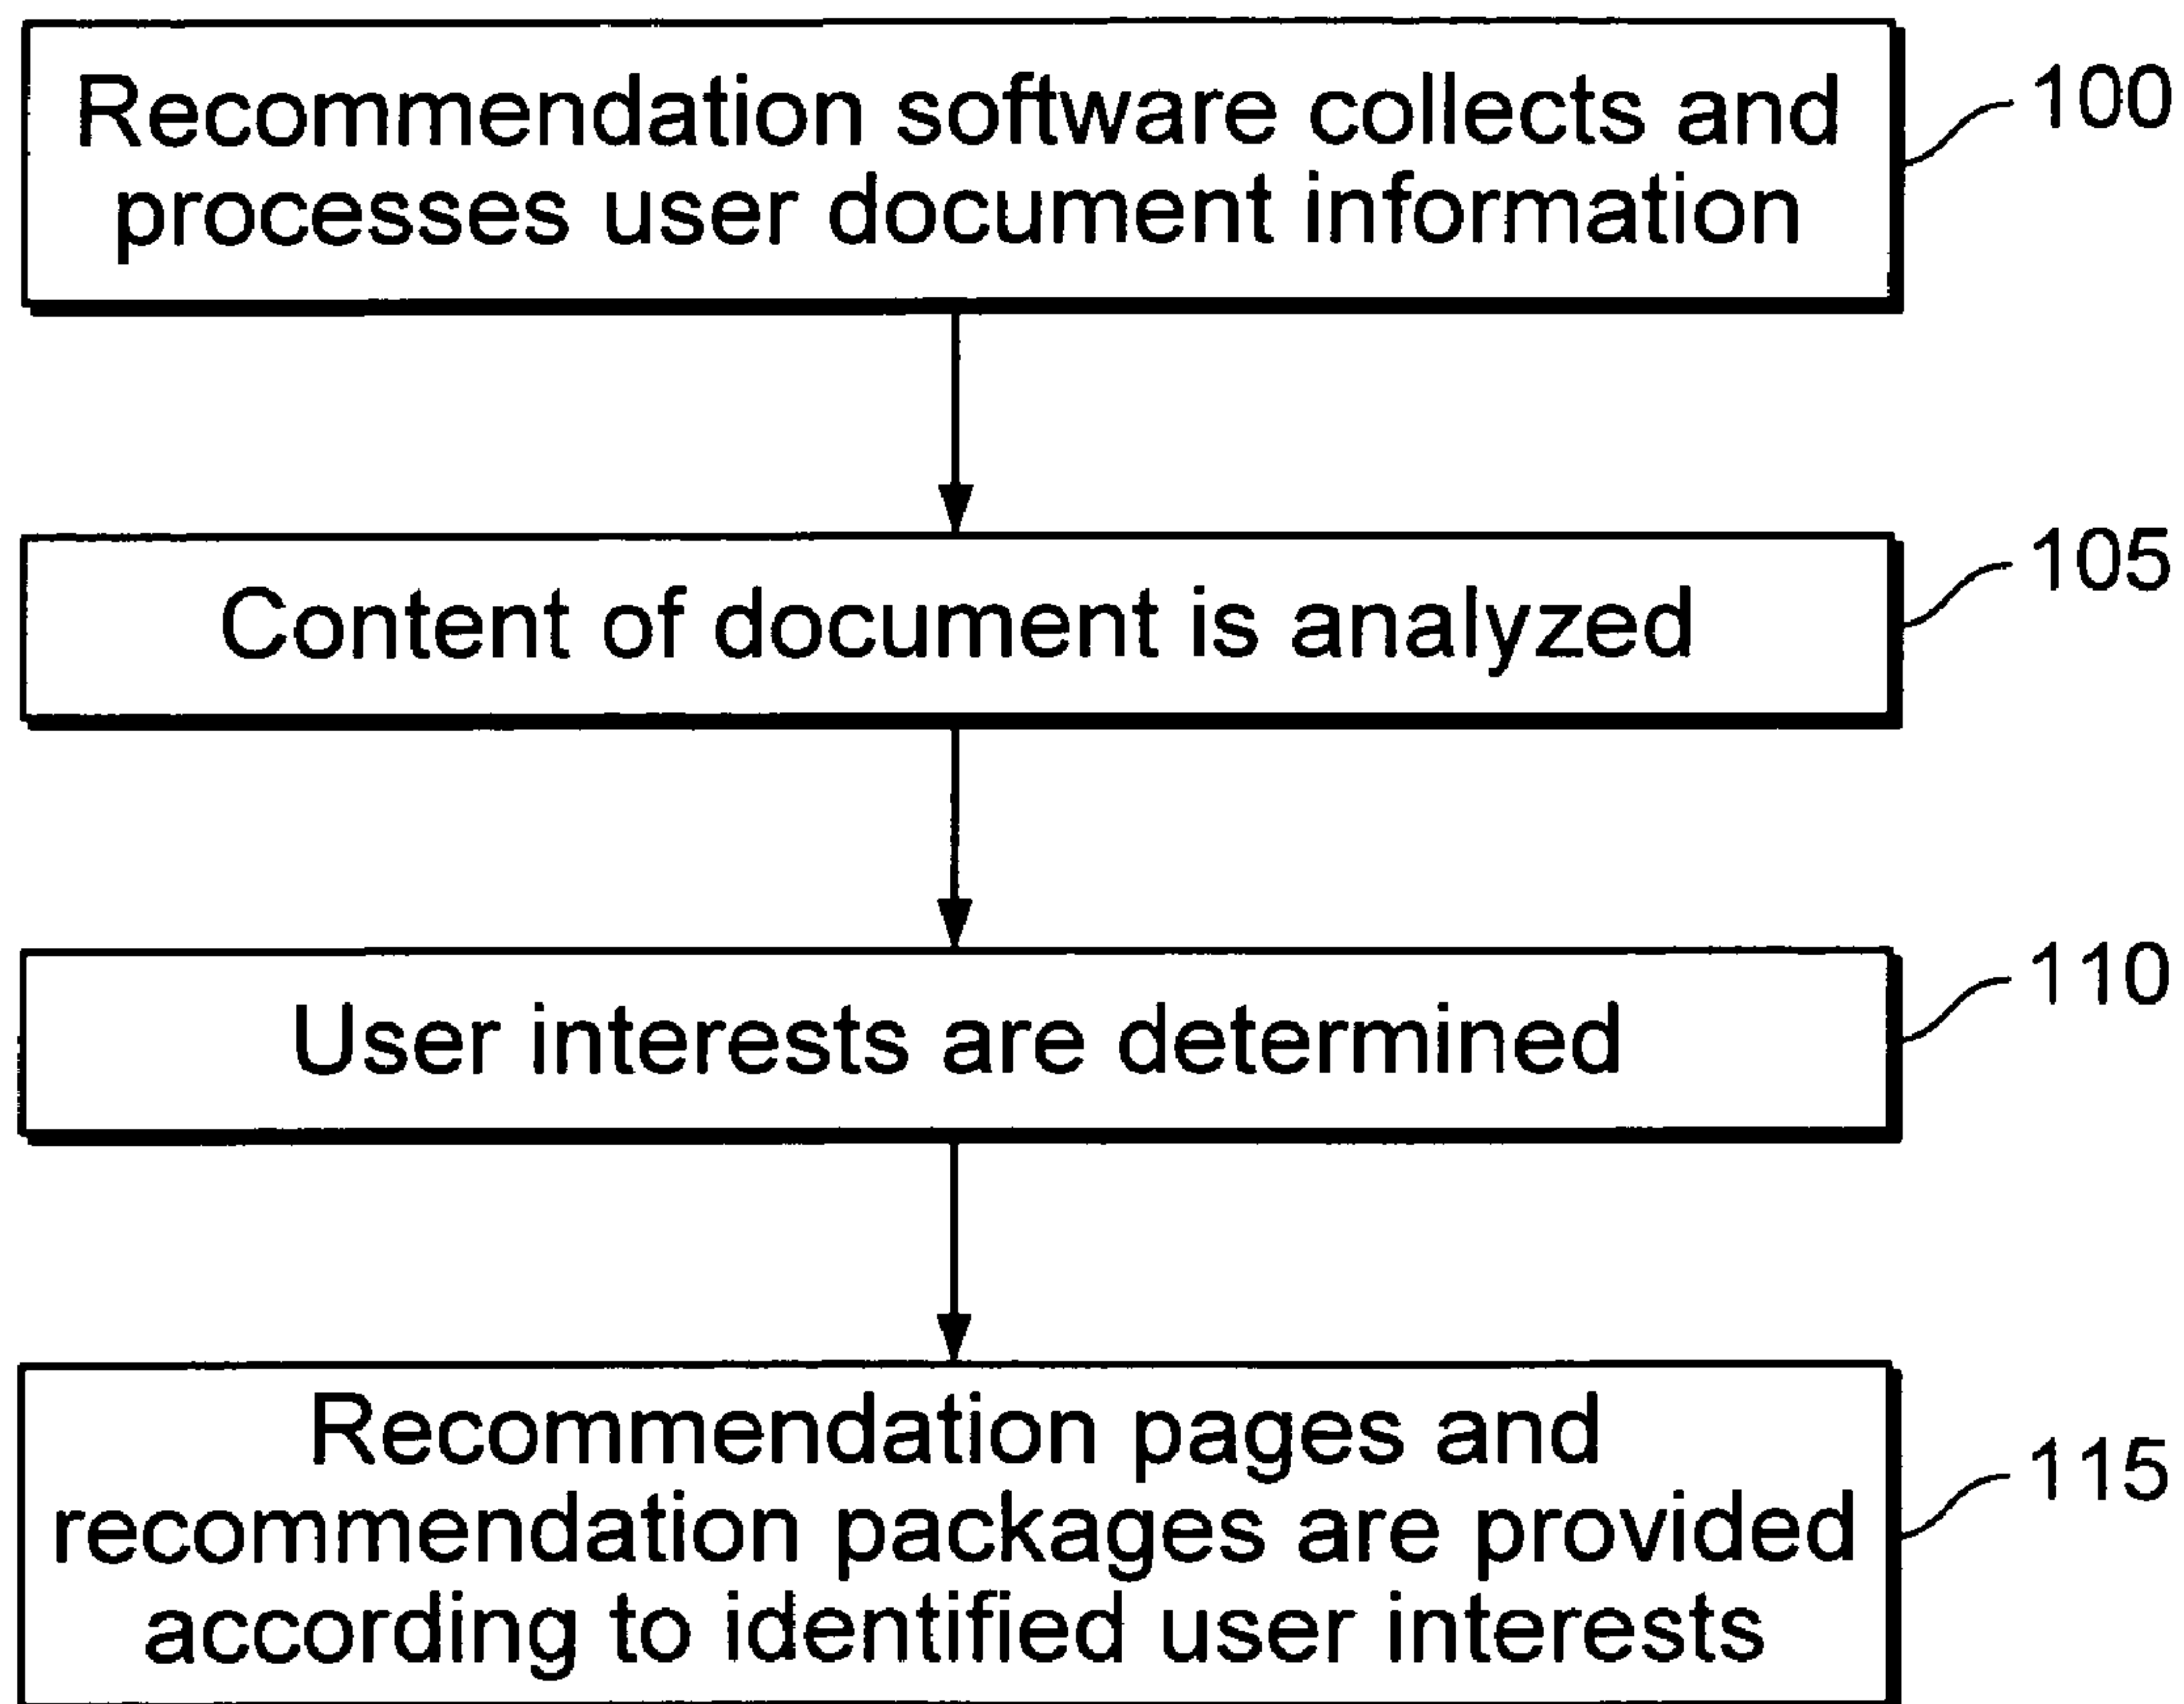 Recommendation software collects and
processes user document information
100
Content of document is analyzed
105
User interests are determined
110
Recommendation pages and
recommendation packages are provided
according to identified user interests
115